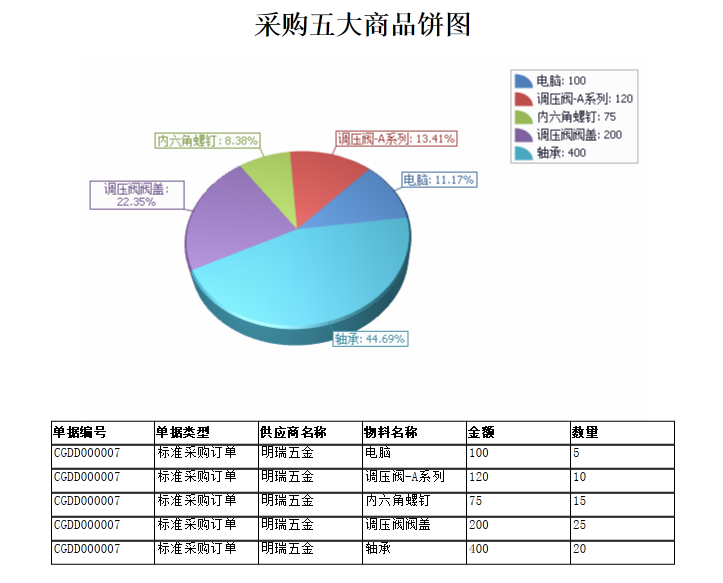 采购五大商品饼图
电脑: 100
调压阀-A系列: 120
内六角螺钉: 75
调压阀阀盖: 200
轴承: 400
内六角螺钉: 8.38%
调压阀-A系列: 13.41%
电脑: 11.17%
调压阀阀盖:
22.35%
轴承: 44.69%
单据编号 单据类型 供应商名称 物料名称 金额 数量
CGDD000007 标准采购订单 明瑞五金 电脑 100 5
CGDD000007 标准采购订单 明瑞五金 调压阀-A系列 120 10
CGDD000007 标准采购订单 明瑞五金 内六角螺钉 75 15
CGDD000007 标准采购订单 明瑞五金 调压阀阀盖 200 25
CGDD000007 标准采购订单 明瑞五金 轴承 400 20